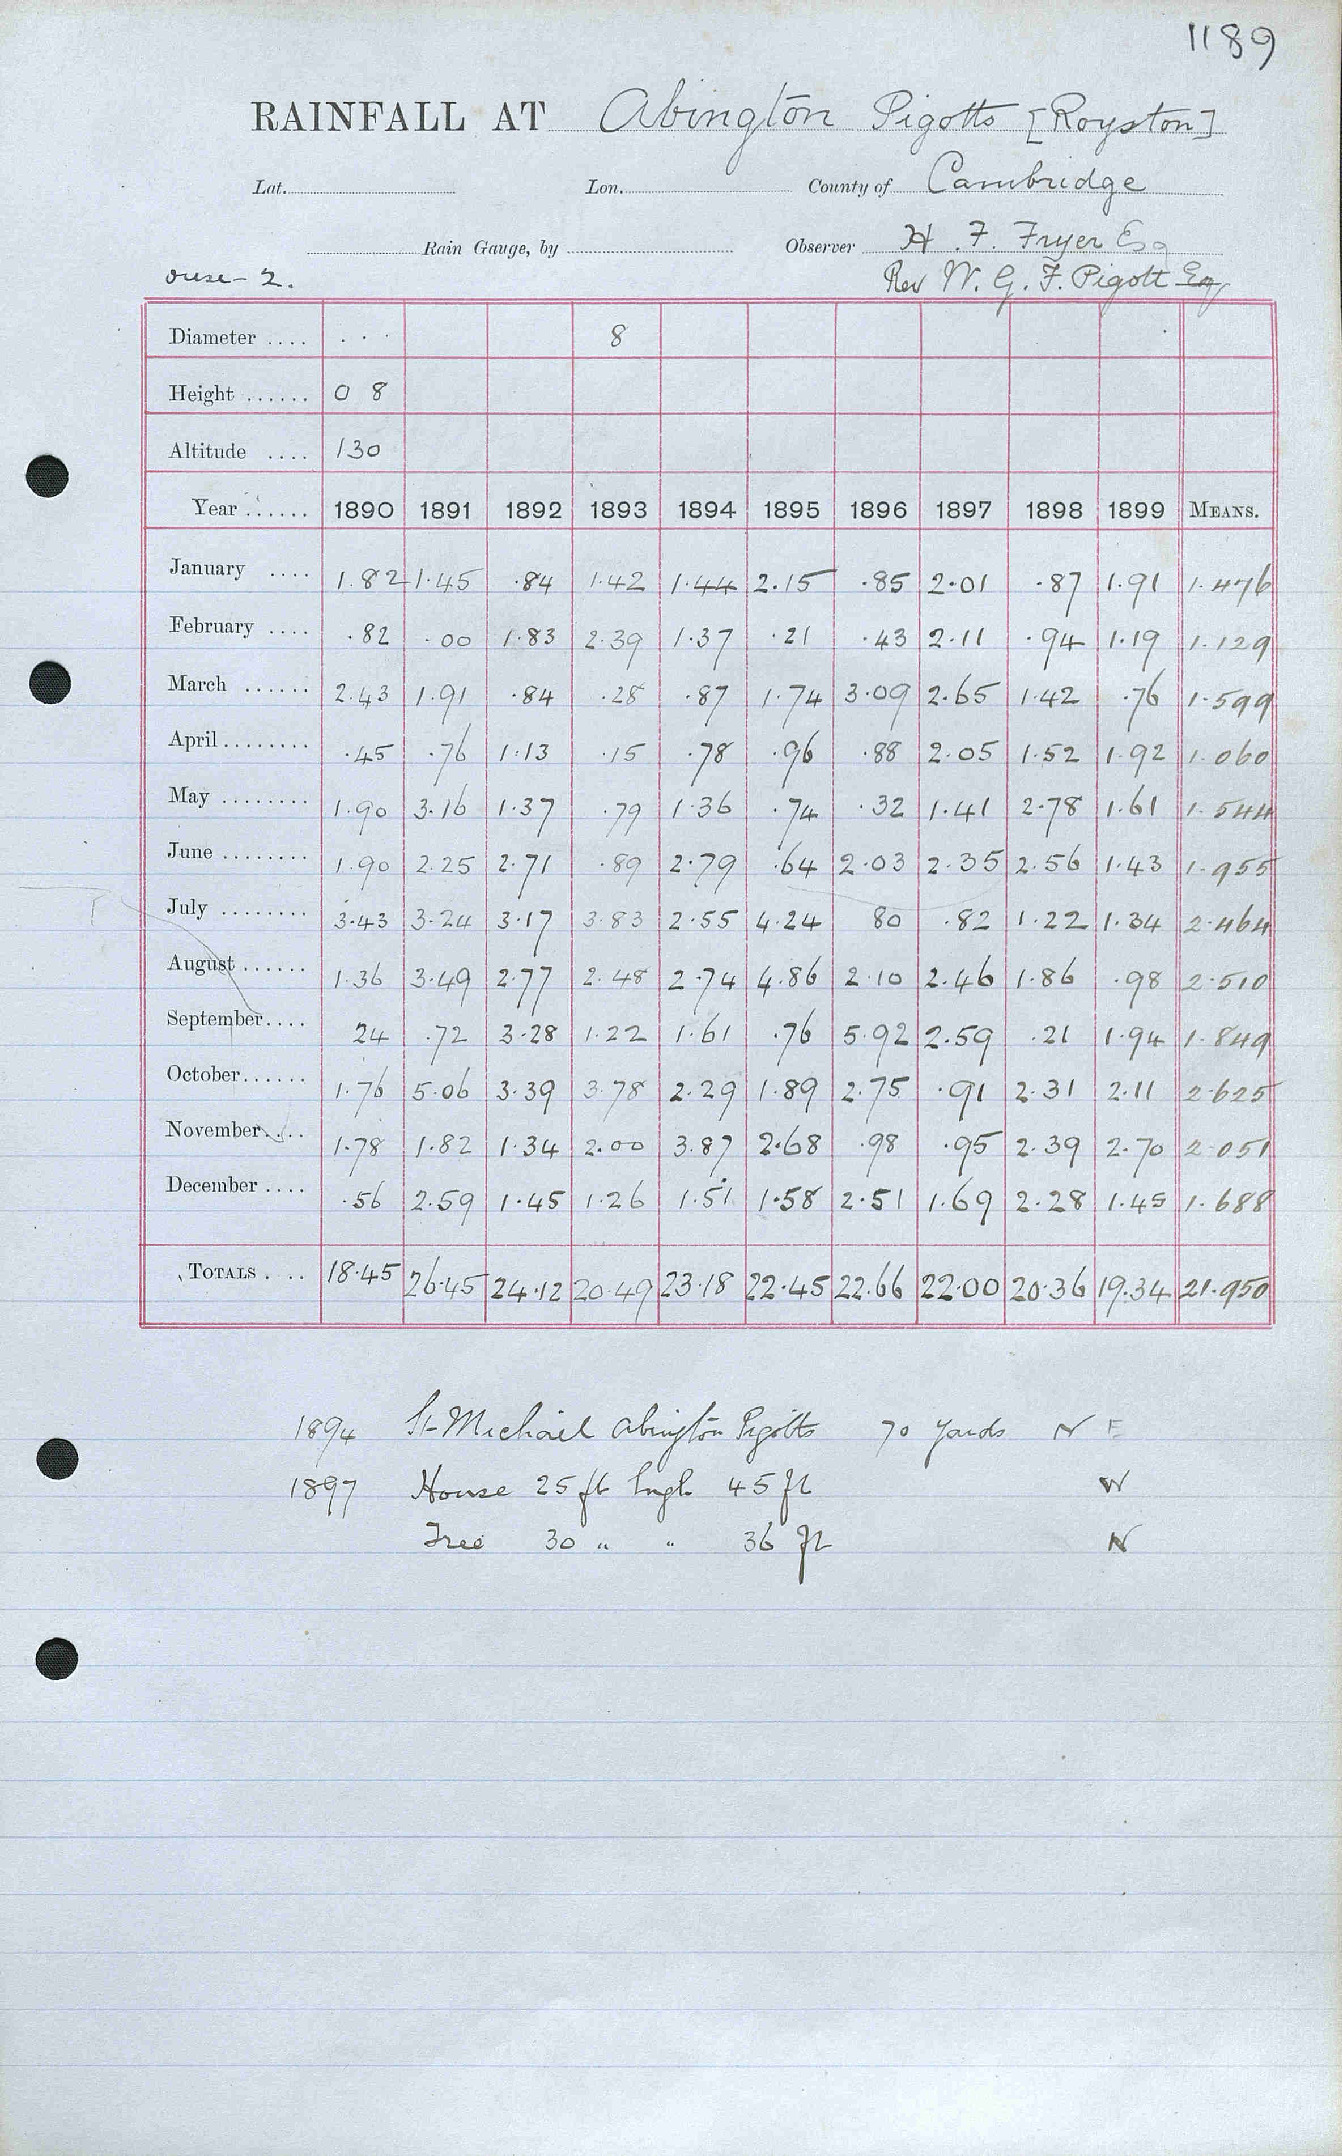 1189
RAINFALL AT Abington Pigotts [Royston]
Lat. Lon. County of Cambridge
Rain Gauge, by Observer H. F. Fryer Esq
Ouse 2. Rev W. G. F. Pigott Esq
Diameter .... . . . 8
Height ...... 0 8
Altitude .... 130
Year ...... 1890 1891 1892 1893 1894 1895 1896 1897 1898 1899 MEANS.
January .... 1.82 1.45 .84 1.42 1.44 2.15 .85 2.01 .87 1.91 1.476
February .... .82 .00 1.83 2.39 1.37 .21 .43 2.11 .94 1.19 1.129
March ...... 2.43 1.91 .84 .28 .87 1.74 3.09 2.65 1.42 .76 1.599
April ........ .45 .76 1.13 .15 .78 .96 .88 2.05 1.52 1.92 1.060
May ........ 1.90 3.16 1.37 .79 1.36 .74 .32 1.41 2.78 1.61 1.544
June ........ 1.90 2.25 2.71 .89 2.79 .64 2.03 2.35 2.56 1.43 1.955
July ........ 3.43 3.24 3.17 3.83 2.55 4.24 80 .82 1.22 1.34 2.464
August ...... 1.36 3.49 2.77 2.48 2.74 4.86 2.10 2.46 1.86 .98 2.510
September .... 24 .72 3.28 1.22 1.61 .76 5.92 2.59 .21 1.94 1.849
October ...... 1.76 5.06 3.39 3.78 2.29 1.89 2.75 .91 2.31 2.11 2.625
November .... 1.78 1.82 1.34 2.00 3.87 2.68 .98 .95 2.39 2.70 2.051
December .... .56 2.59 1.45 1.26 1.51 1.58 2.51 1.69 2.28 1.45 1.688
TOTALS .... 18.45 26.45 24.12 20.49 23.18 22.45 22.66 22.00 20.36 19.34 21.950
1894 St Michael Abington Pigotts 70 yards N E
1897 House 25 ft high 45 ft W
Tree 30 " " 36 ft N